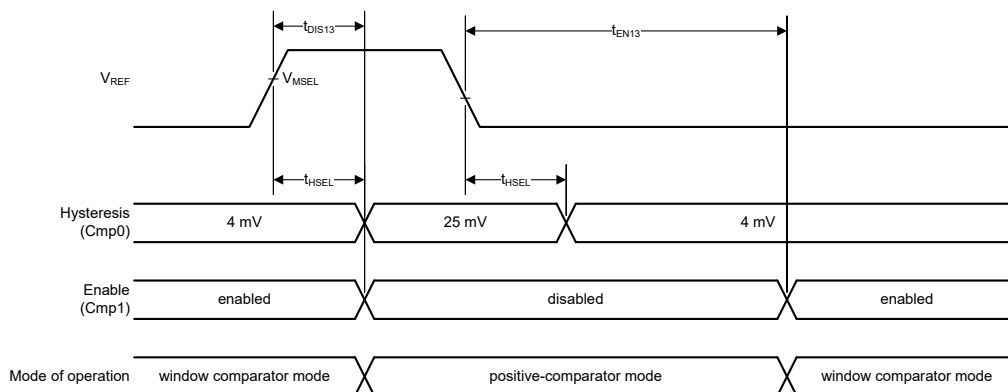 tDIS13
tEN13
VREF
VMSEL
tHSEL
tHSEL
Hysteresis
(Cmp0)
4 mV
25 mV
4 mV
Enable
(Cmp1)
enabled
disabled
enabled
Mode of operation
window comparator mode
positive-comparator mode
window comparator mode